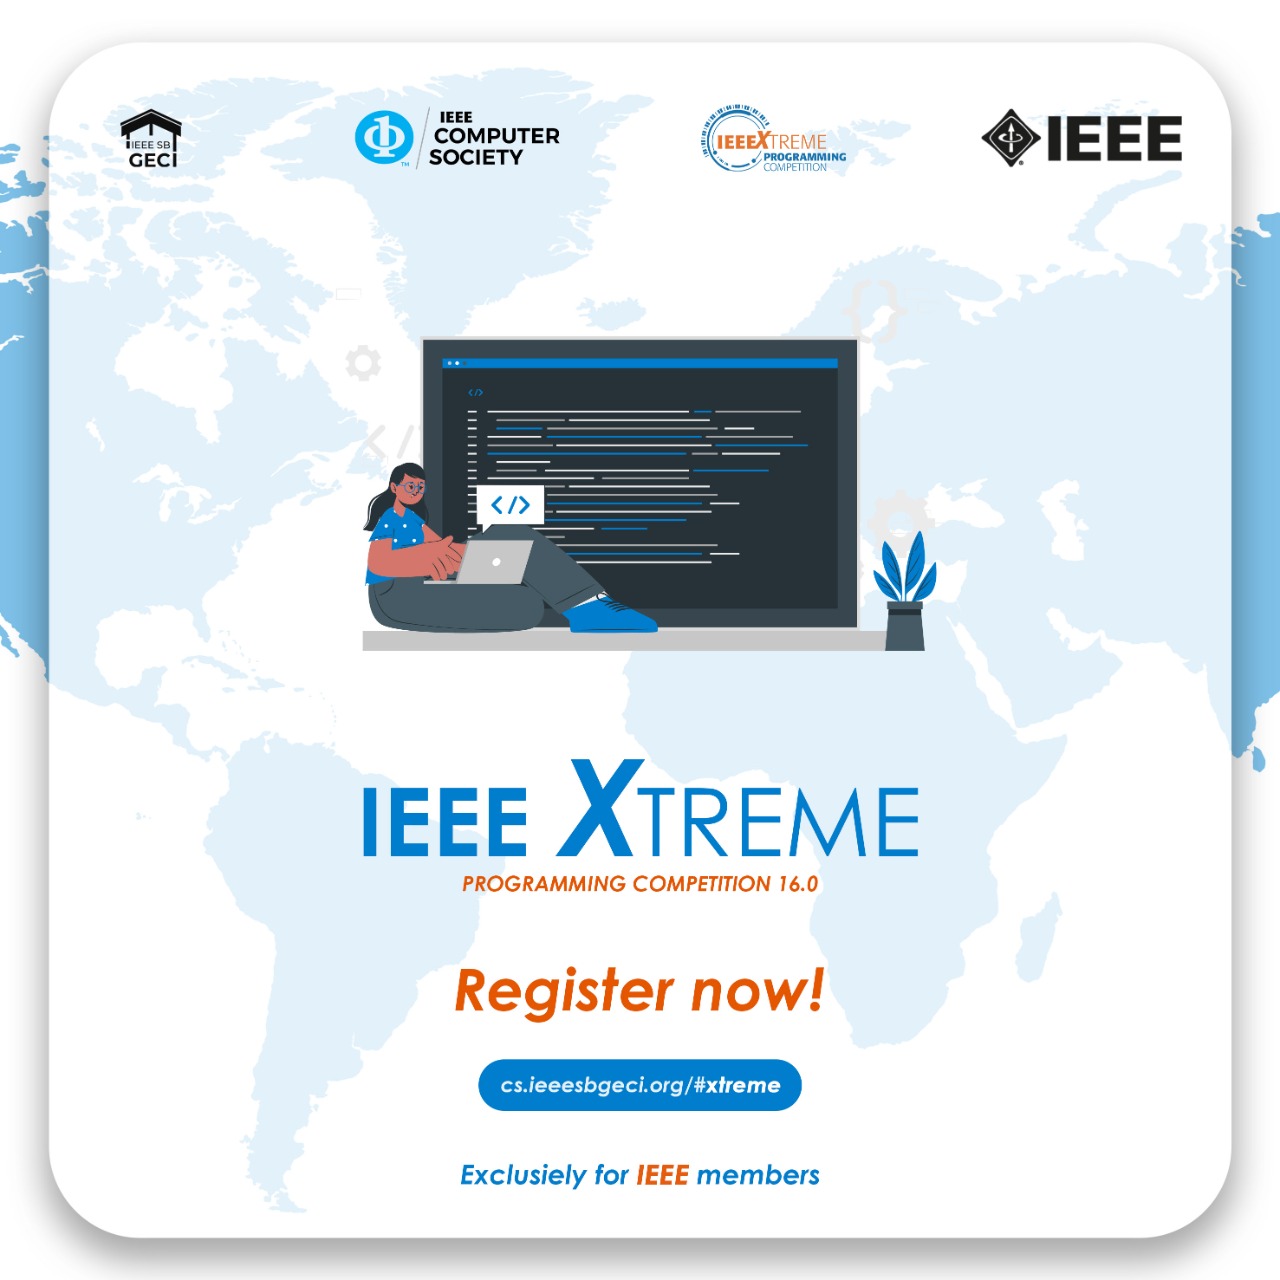 IEEE SB
GECI
IEEE
COMPUTER
SOCIETY
TM
IEEEXTREME
PROGRAMMING
COMPETITION
IEEE
</>
</>
</
{}
IEEE XTREME
PROGRAMMING COMPETITION 16.0
Register now!
cs.ieeesbgeci.org/#xtreme
Exclusiely for IEEE members